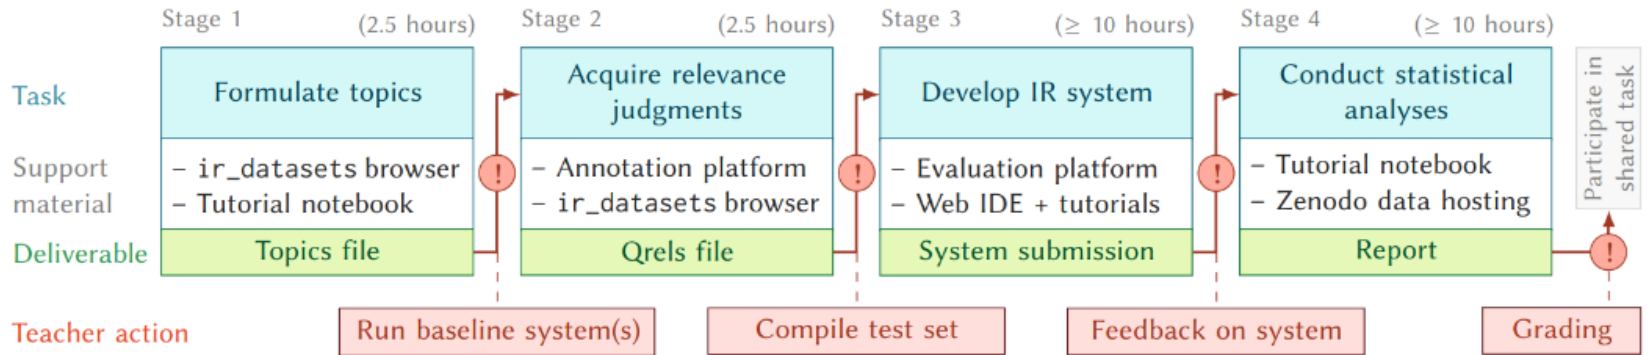 Stage 1 (2.5 hours) Stage 2 (2.5 hours) Stage 3 (≥ 10 hours) Stage 4 (≥ 10 hours)
Task
Formulate topics
Acquire relevance
judgments
Develop IR system
Conduct statistical
analyses
Participate in
shared task
Support
material
– ir_datasets browser
– Tutorial notebook
– Annotation platform
– ir_datasets browser
– Evaluation platform
– Web IDE + tutorials
– Tutorial notebook
– Zenodo data hosting
!
!
!
Deliverable
Topics file
Qrels file
System submission
Report
!
Teacher action
Run baseline system(s)
Compile test set
Feedback on system
Grading